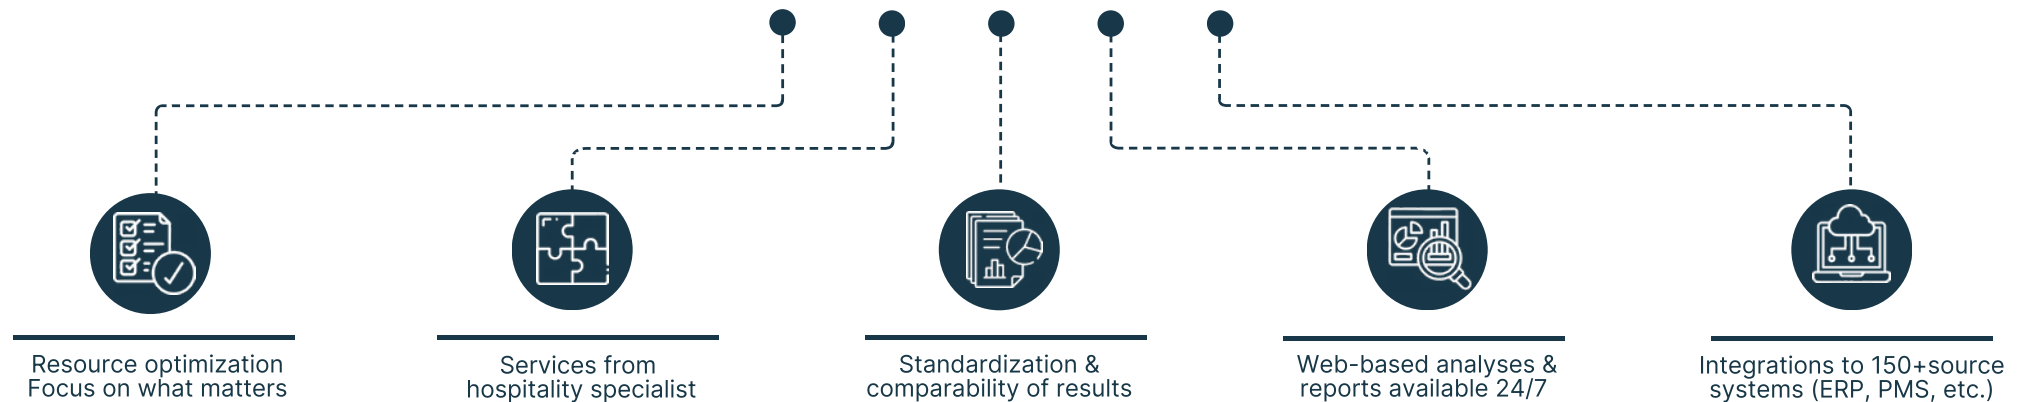 Resource optimization
Focus on what matters
Services from
hospitality specialist
Standardization &
comparability of results
Web-based analyses &
reports available 24/7
Integrations to 150+source
systems (ERP, PMS, etc.)